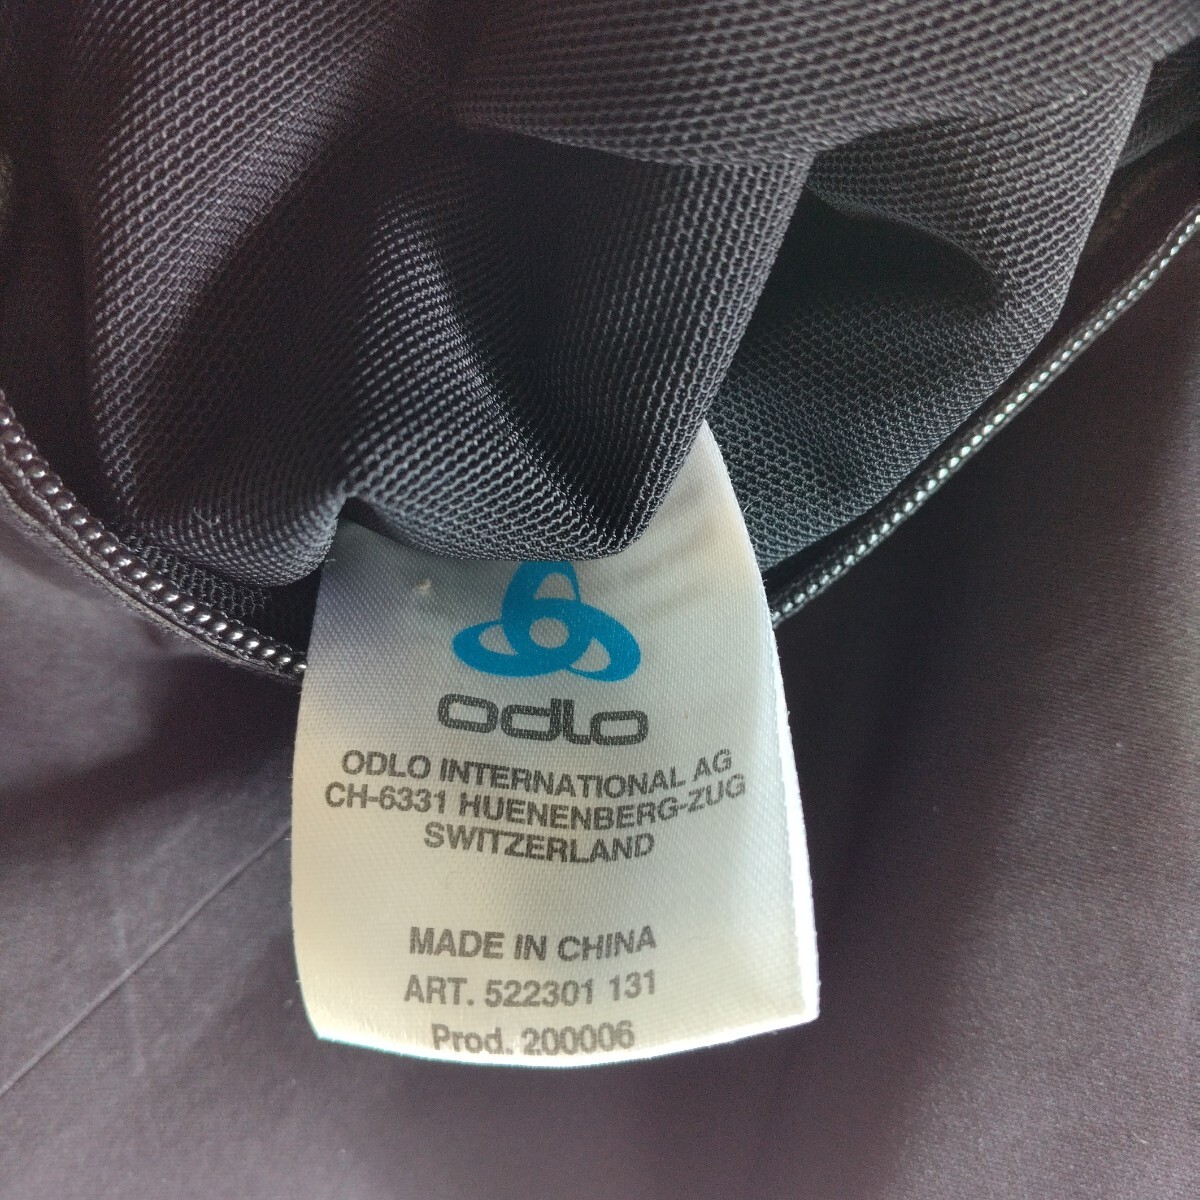 odlo
ODLO INTERNATIONAL AG
CH-6331 HUENENBERG-ZUG
SWITZERLAND
MADE IN CHINA
ART. 522301 131
Prod. 200006